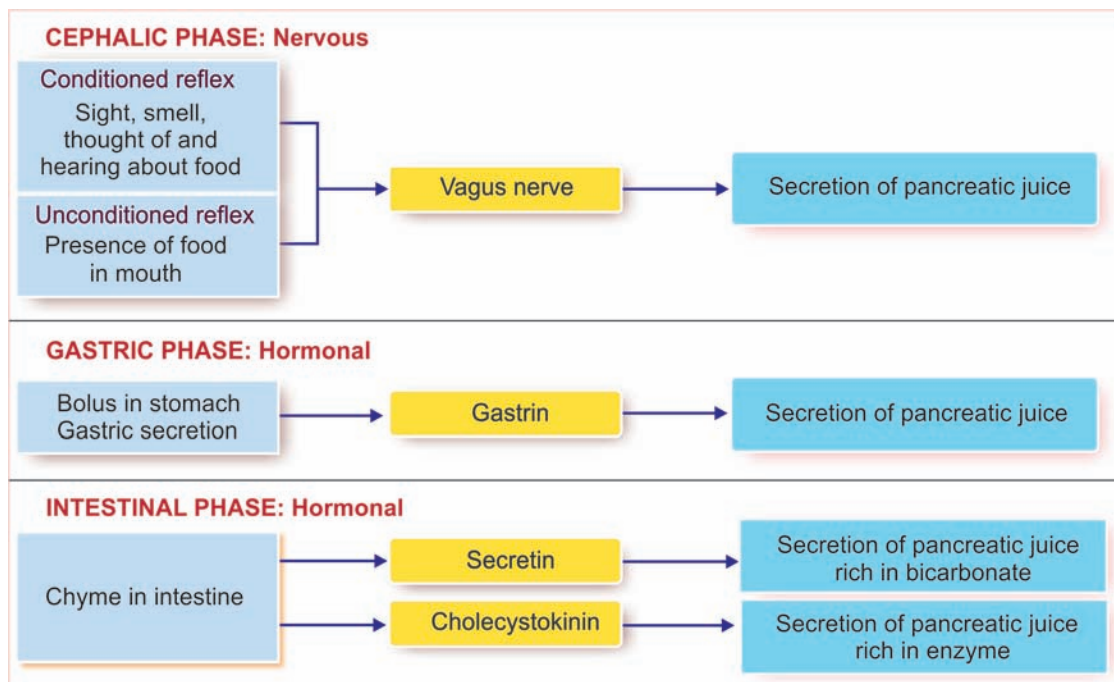 CEPHALIC PHASE: Nervous
Conditioned reflex
Sight, smell,
thought of and
hearing about food
Unconditioned reflex
Presence of food
in mouth
Vagus nerve
Secretion of pancreatic juice
GASTRIC PHASE: Hormonal
Bolus in stomach
Gastric secretion
Gastrin
Secretion of pancreatic juice
INTESTINAL PHASE: Hormonal
Chyme in intestine
Secretin
Secretion of pancreatic juice
rich in bicarbonate
Cholecystokinin
Secretion of pancreatic juice
rich in enzyme